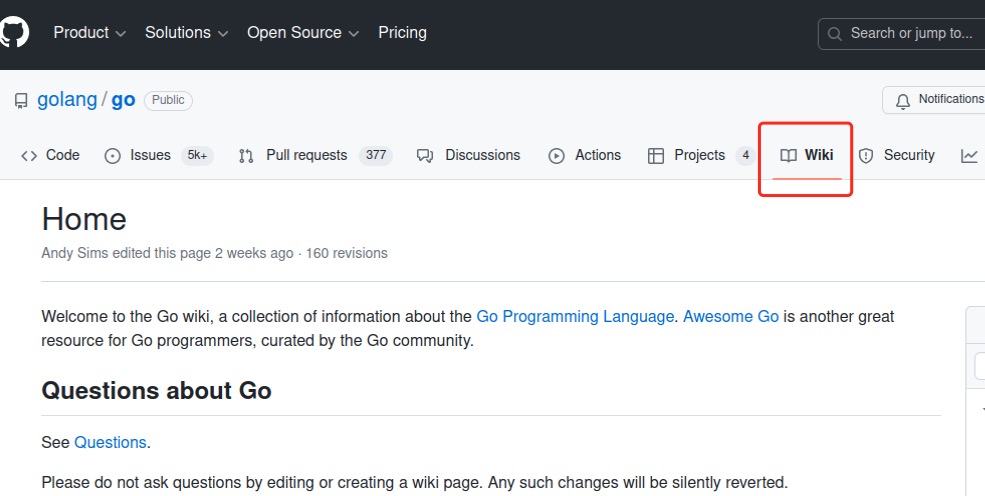 Product Solutions Open Source Pricing Search or jump to...
golang / go Public Notifications
Code Issues 5k+ Pull requests 377 Discussions Actions Projects 4 Wiki Security
Home
Andy Sims edited this page 2 weeks ago · 160 revisions
Welcome to the Go wiki, a collection of information about the Go Programming Language. Awesome Go is another great
resource for Go programmers, curated by the Go community.
Questions about Go
See Questions.
Please do not ask questions by editing or creating a wiki page. Any such changes will be silently reverted.